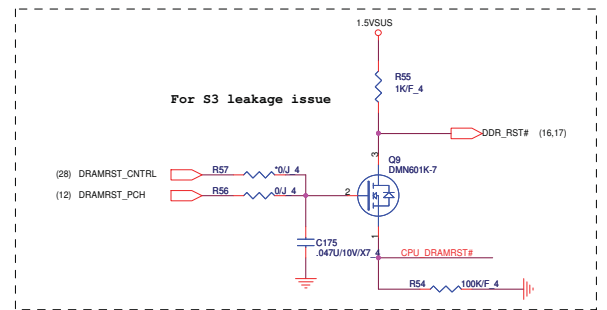 1.5VSUS
R55
1K/F_4
For S3 leakage issue
DDR_RST# (16,17)
3
Q9
DMN601K-7
(28) DRAMRST_CNTRL R57 *0/J_4
(12) DRAMRST_PCH R56 0/J_4 2
1
C175
.047U/10V/X7_4
CPU_DRAMRST#
R54 100K/F_4